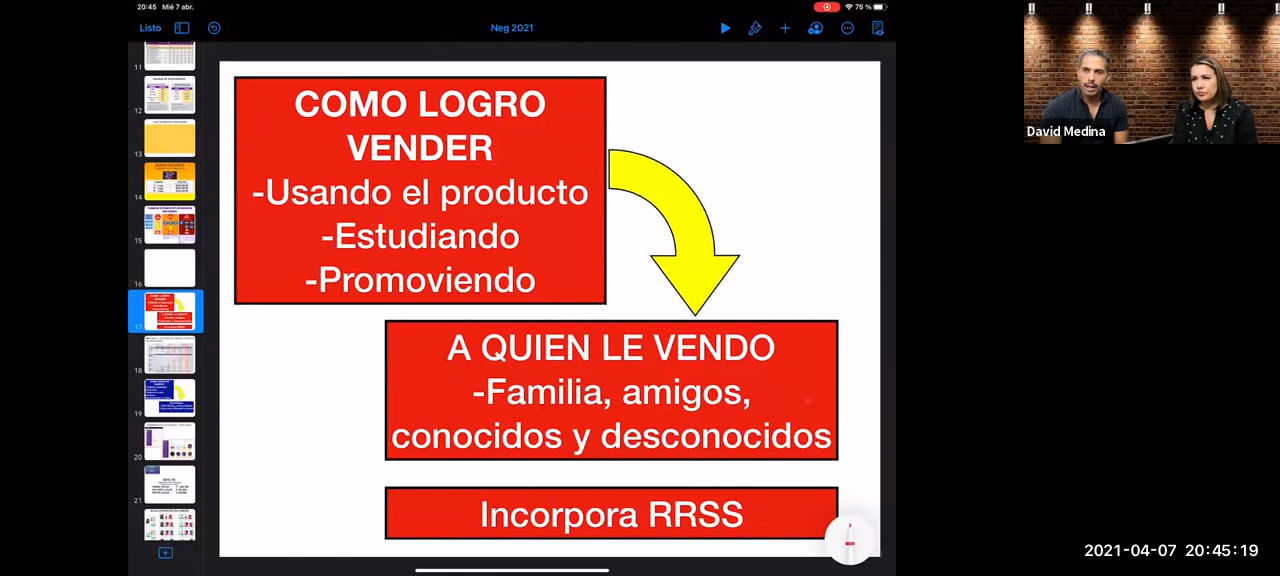 20:45 Mié 7 abr.
75 %
Listo
Neg 2021
COMO LOGRO
VENDER
-Usando el producto
-Estudiando
-Promoviendo
A QUIEN LE VENDO
-Familia, amigos,
conocidos y desconocidos
Incorpora RRSS
11
12
13
14
15
16
17
18
19
20
21
David Medina
2021-04-07 20:45:19